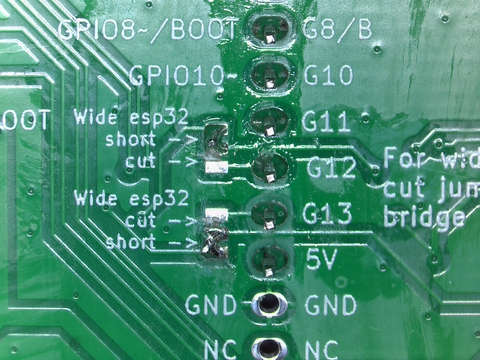 GPIO8~/BOOT G8/B
GPIO10~ G10
OOT
Wide esp32
short -->
cut -->
G11
G12
For wid
cut jum
bridge
Wide esp32
cut -->
short -->
G13
5V
GND GND
NC NC